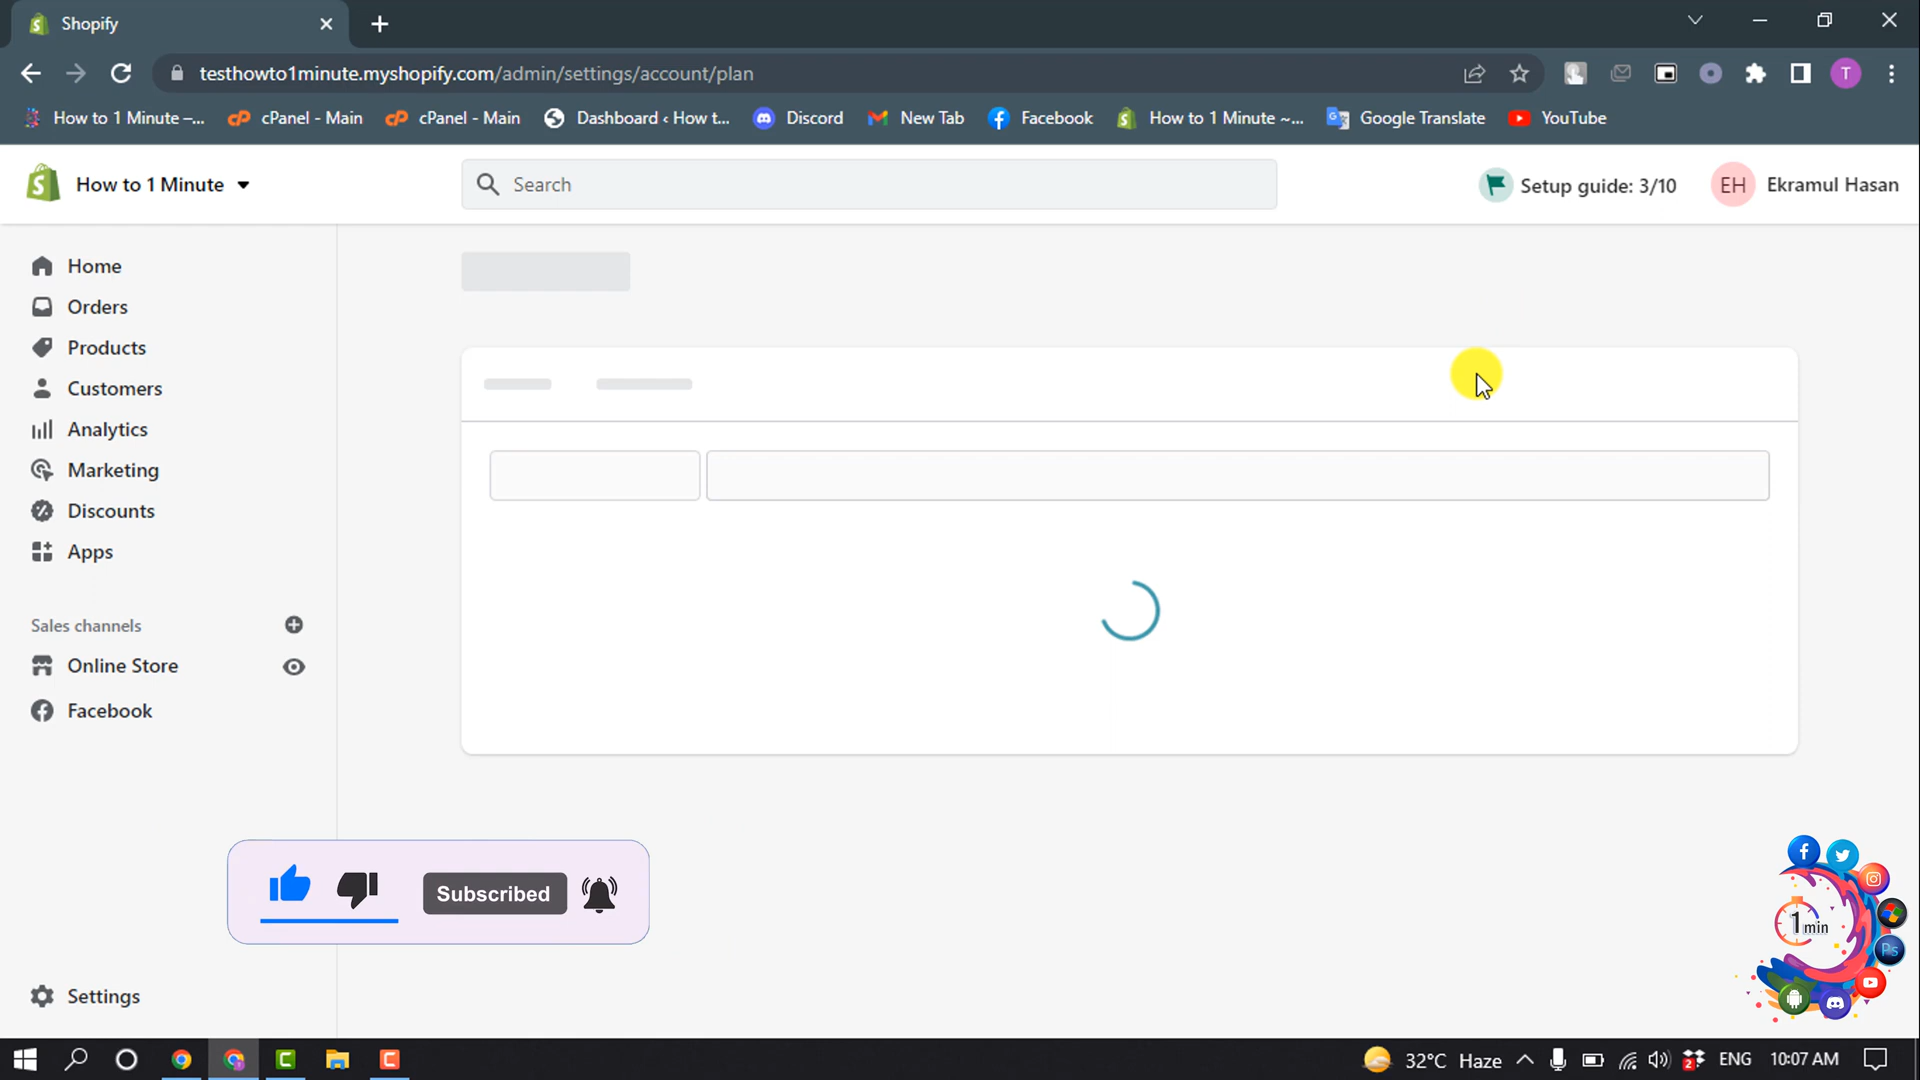 Shopify
testhowto1minute.myshopify.com/admin/settings/account/plan
T
How to 1 Minute –... cPanel - Main cPanel - Main Dashboard ‹ How t... Discord New Tab Facebook How to 1 Minute ~... Google Translate YouTube
How to 1 Minute Search Setup guide: 3/10 EH Ekramul Hasan
Home
Orders
Products
Customers
Analytics
Marketing
Discounts
Apps
Sales channels
Online Store
Facebook
Subscribed
1 min
Ps
Settings
32°C Haze 2 ENG 10:07 AM